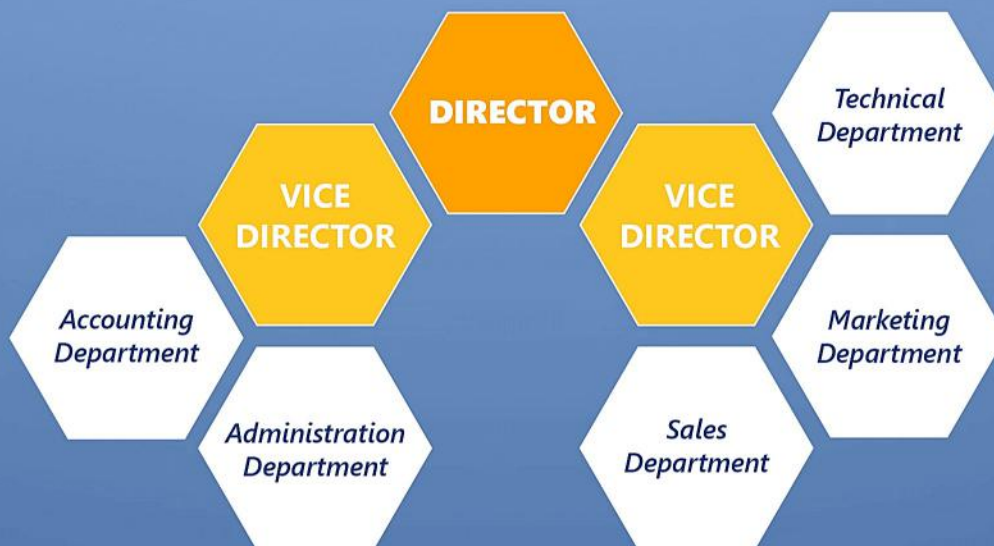 DIRECTOR
VICE
DIRECTOR
VICE
DIRECTOR
Technical
Department
Accounting
Department
Marketing
Department
Administration
Department
Sales
Department